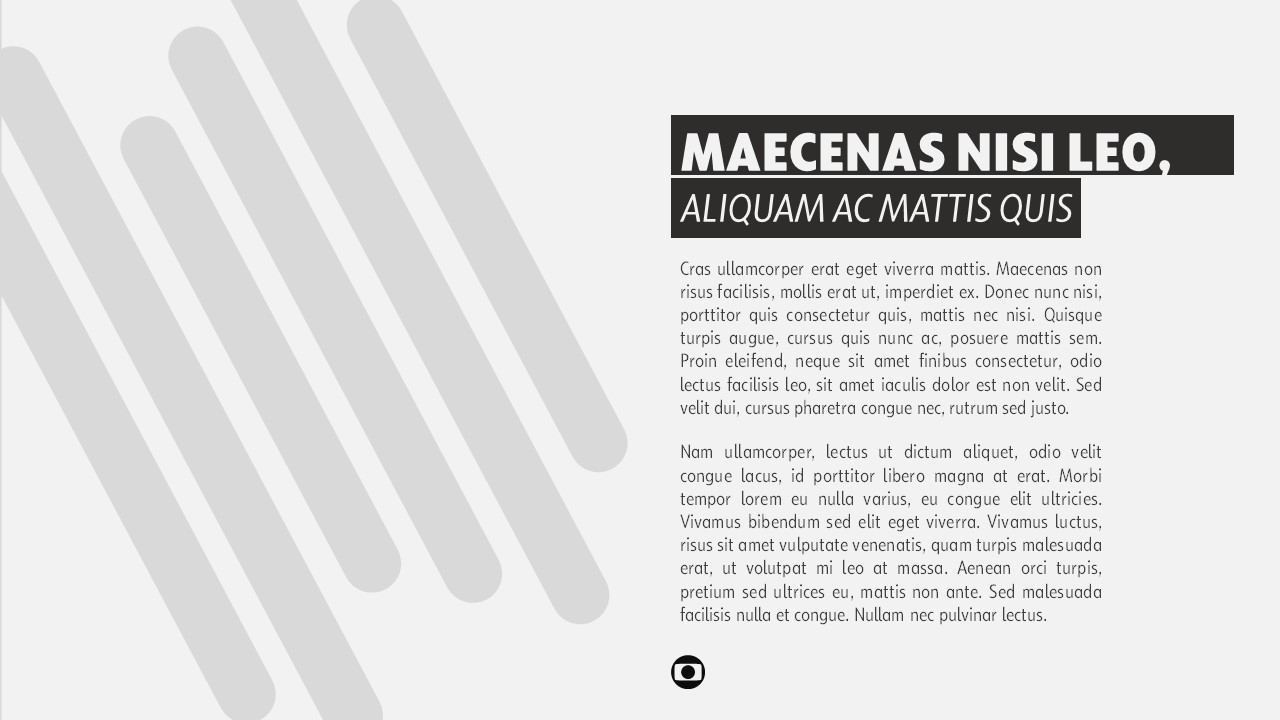 MAECENAS NISI LEO,
ALIQUAM AC MATTIS QUIS
Cras ullamcorper erat eget viverra mattis. Maecenas non
risus facilisis, mollis erat ut, imperdiet ex. Donec nunc nisi,
porttitor quis consectetur quis, mattis nec nisi. Quisque
turpis augue, cursus quis nunc ac, posuere mattis sem.
Proin eleifend, neque sit amet finibus consectetur, odio
lectus facilisis leo, sit amet iaculis dolor est non velit. Sed
velit dui, cursus pharetra congue nec, rutrum sed justo.
Nam ullamcorper, lectus ut dictum aliquet, odio velit
congue lacus, id porttitor libero magna at erat. Morbi
tempor lorem eu nulla varius, eu congue elit ultricies.
Vivamus bibendum sed elit eget viverra. Vivamus luctus,
risus sit amet vulputate venenatis, quam turpis malesuada
erat, ut volutpat mi leo at massa. Aenean orci turpis,
pretium sed ultrices eu, mattis non ante. Sed malesuada
facilisis nulla et congue. Nullam nec pulvinar lectus.